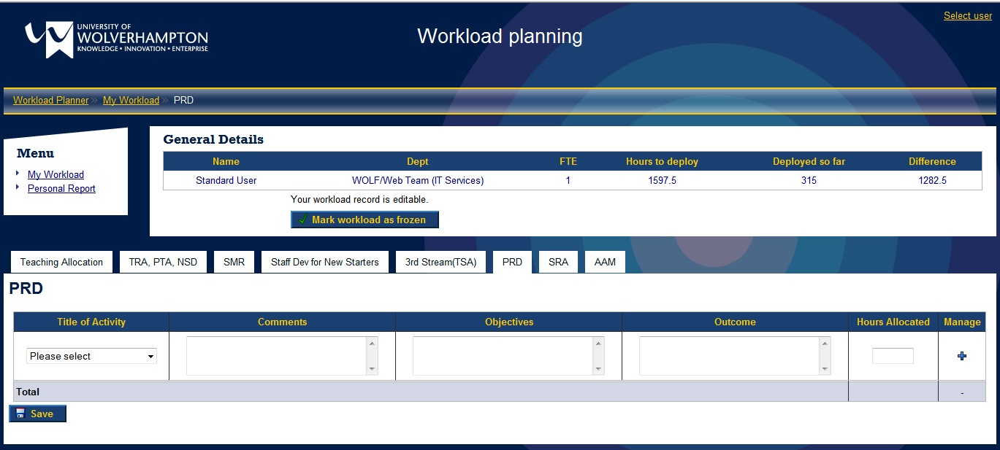 Select user
UNIVERSITY OF
WOLVERHAMPTON
KNOWLEDGE • INNOVATION • ENTERPRISE
Workload planning
Workload Planner » My Workload » PRD
Menu
My Workload
Personal Report
General Details
Name Dept FTE Hours to deploy Deployed so far Difference
Standard User WOLF/Web Team (IT Services) 1 1597.5 315 1282.5
Your workload record is editable.
Mark workload as frozen
Teaching Allocation TRA, PTA, NSD SMR Staff Dev for New Starters 3rd Stream(TSA) PRD SRA AAM
PRD
Title of Activity Comments Objectives Outcome Hours Allocated Manage
Please select
Total -
Save